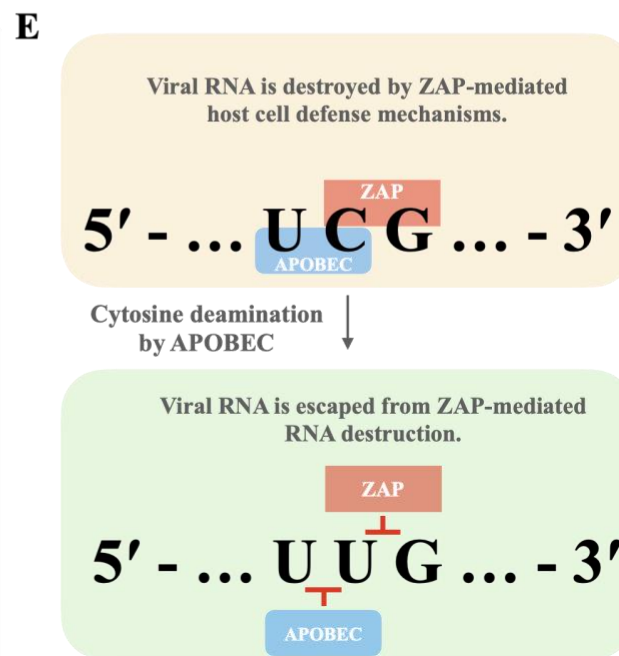 E
Viral RNA is destroyed by ZAP-mediated
host cell defense mechanisms.
ZAP
5′ - ... U C G ... - 3′
APOBEC
Cytosine deamination
by APOBEC
Viral RNA is escaped from ZAP-mediated
RNA destruction.
ZAP
5′ - ... U U G ... - 3′
APOBEC